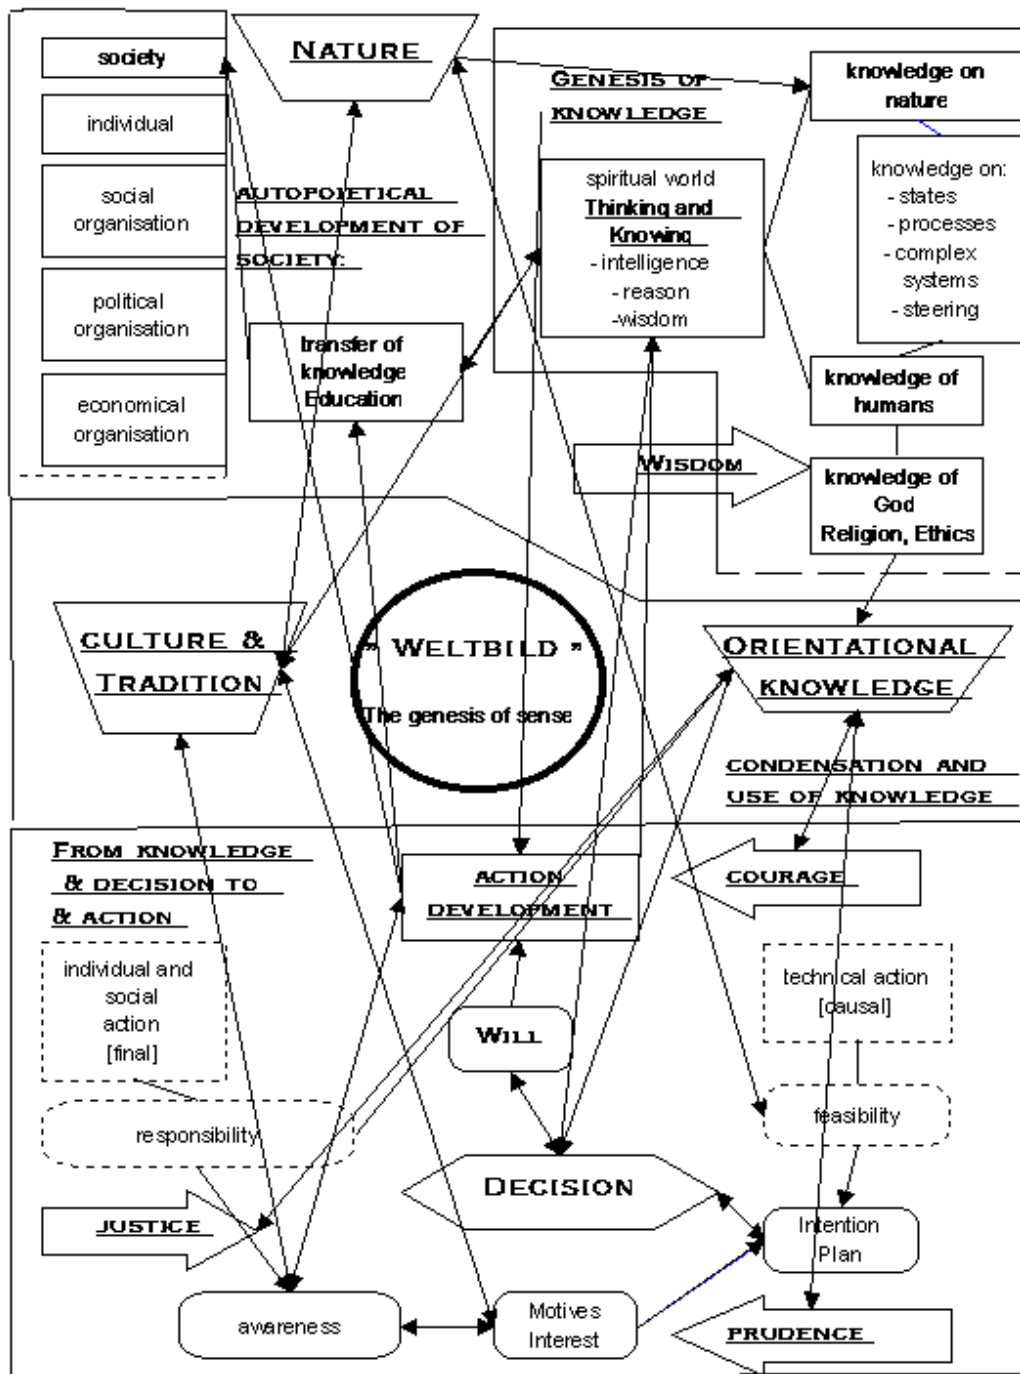 society
individual
social
organisation
political
organisation
economical
organisation
NATURE
AUTOPOIETICAL
DEVELOPMENT OF
SOCIETY:
transfer of
knowledge
Education
GENESIS OF
KNOWLEDGE
spiritual world
Thinking and
Knowing
- intelligence
- reason
-wisdom
knowledge on
nature
knowledge on:
- states
- processes
- complex
systems
- steering
knowledge of
humans
WISDOM
knowledge of
God
Religion, Ethics
CULTURE &
TRADITION
" WELTBILD "
The genesis of sense
ORIENTATIONAL
KNOWLEDGE
CONDENSATION AND
USE OF KNOWLEDGE
FROM KNOWLEDGE
& DECISION TO
& ACTION
ACTION
DEVELOPMENT
COURAGE
individual and
social
action
[final]
technical action
[causal]
WILL
responsibility
feasibility
DECISION
JUSTICE
Intention
Plan
awareness
Motives
Interest
PRUDENCE